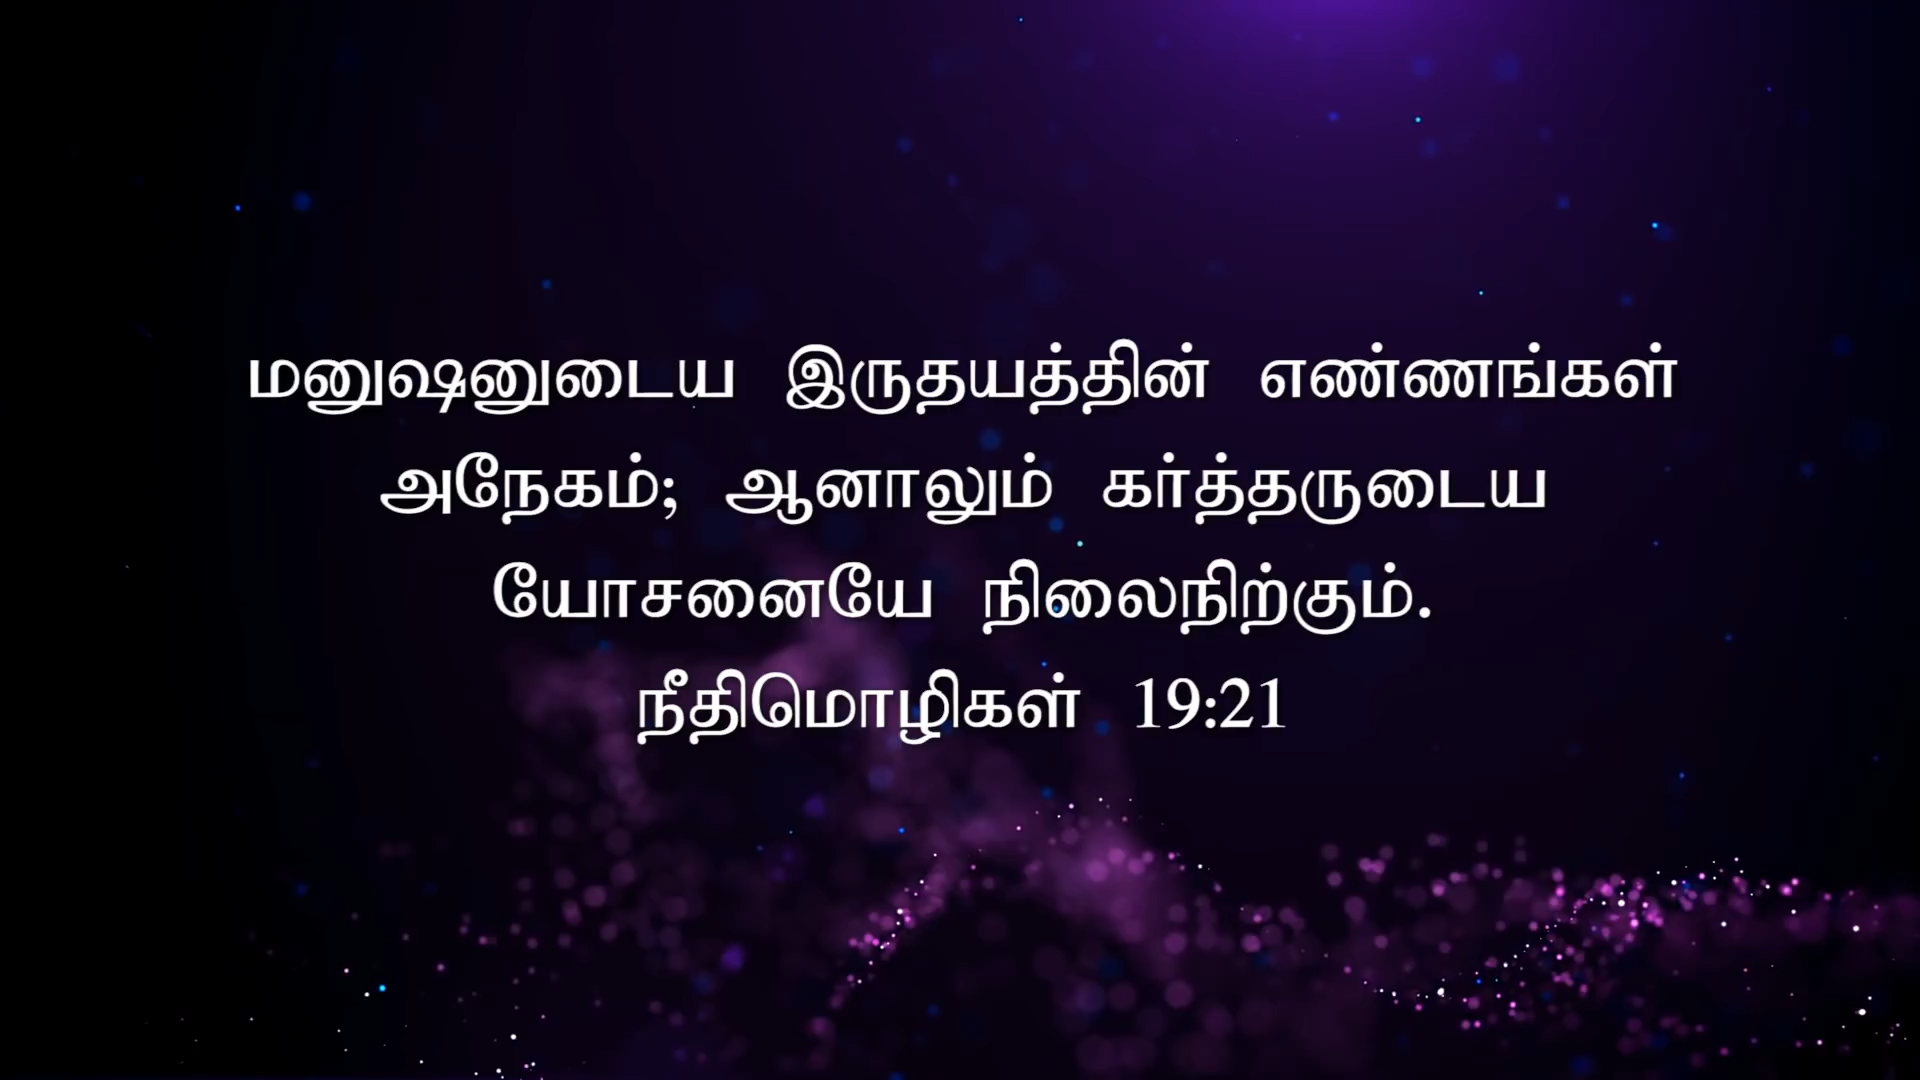 மனுஷனுடைய இருதயத்தின் எண்ணங்கள்
அநேகம்; ஆனாலும் கர்த்தருடைய
யோசனையே நிலைநிற்கும்.
நீதிமொழிகள் 19:21